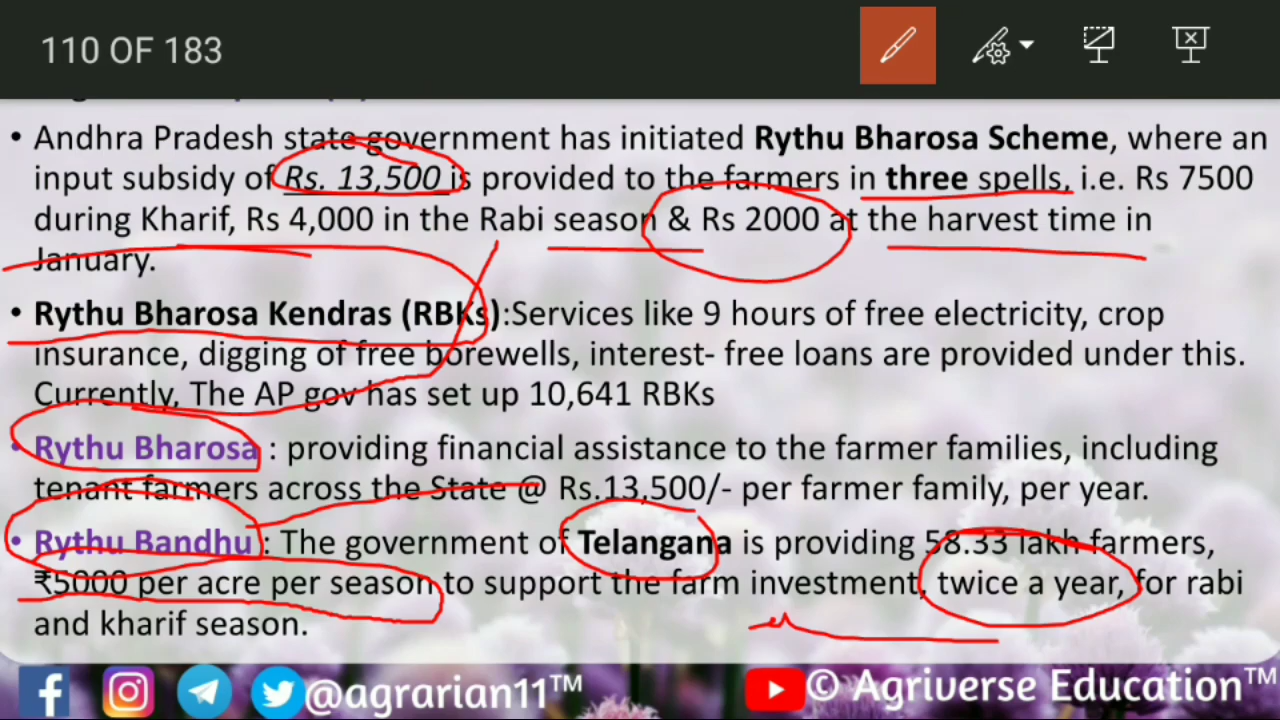 110 OF 183
• Andhra Pradesh state government has initiated Rythu Bharosa Scheme, where an
input subsidy of Rs. 13,500 is provided to the farmers in three spells, i.e. Rs 7500
during Kharif, Rs 4,000 in the Rabi season & Rs 2000 at the harvest time in
January.
• Rythu Bharosa Kendras (RBKs):Services like 9 hours of free electricity, crop
insurance, digging of free borewells, interest- free loans are provided under this.
Currently, The AP gov has set up 10,641 RBKs
• Rythu Bharosa : providing financial assistance to the farmer families, including
tenant farmers across the State @ Rs.13,500/- per farmer family, per year.
• Rythu Bandhu : The government of Telangana is providing 58.33 lakh farmers,
₹5000 per acre per season to support the farm investment, twice a year, for rabi
and kharif season.
@agrarian11™ © Agriverse Education™